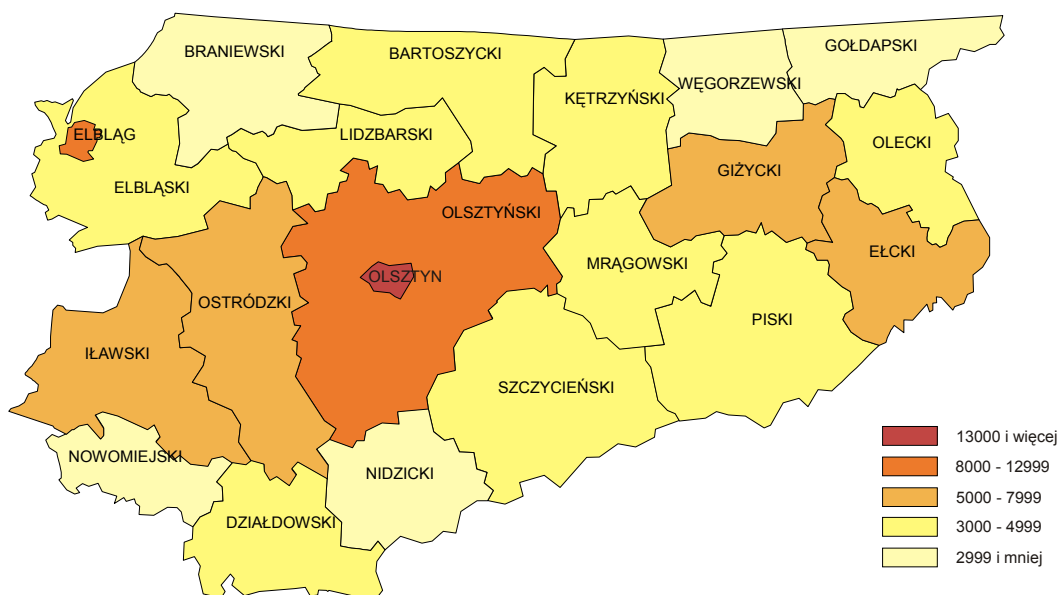 BRANIEWSKI
BARTOSZYCKI
GOŁDAPSKI
WĘGORZEWSKI
KĘTRZYŃSKI
ELBLĄG
LIDZBARSKI
OLECKI
GIŻYCKI
ELBLĄSKI
OLSZTYŃSKI
EŁCKI
MRĄGOWSKI
OLSZTYN
OSTRÓDZKI
PISKI
IŁAWSKI
SZCZYCIEŃSKI
NOWOMIEJSKI
NIDZICKI
DZIAŁDOWSKI
13000 i więcej
8000 - 12999
5000 - 7999
3000 - 4999
2999 i mniej